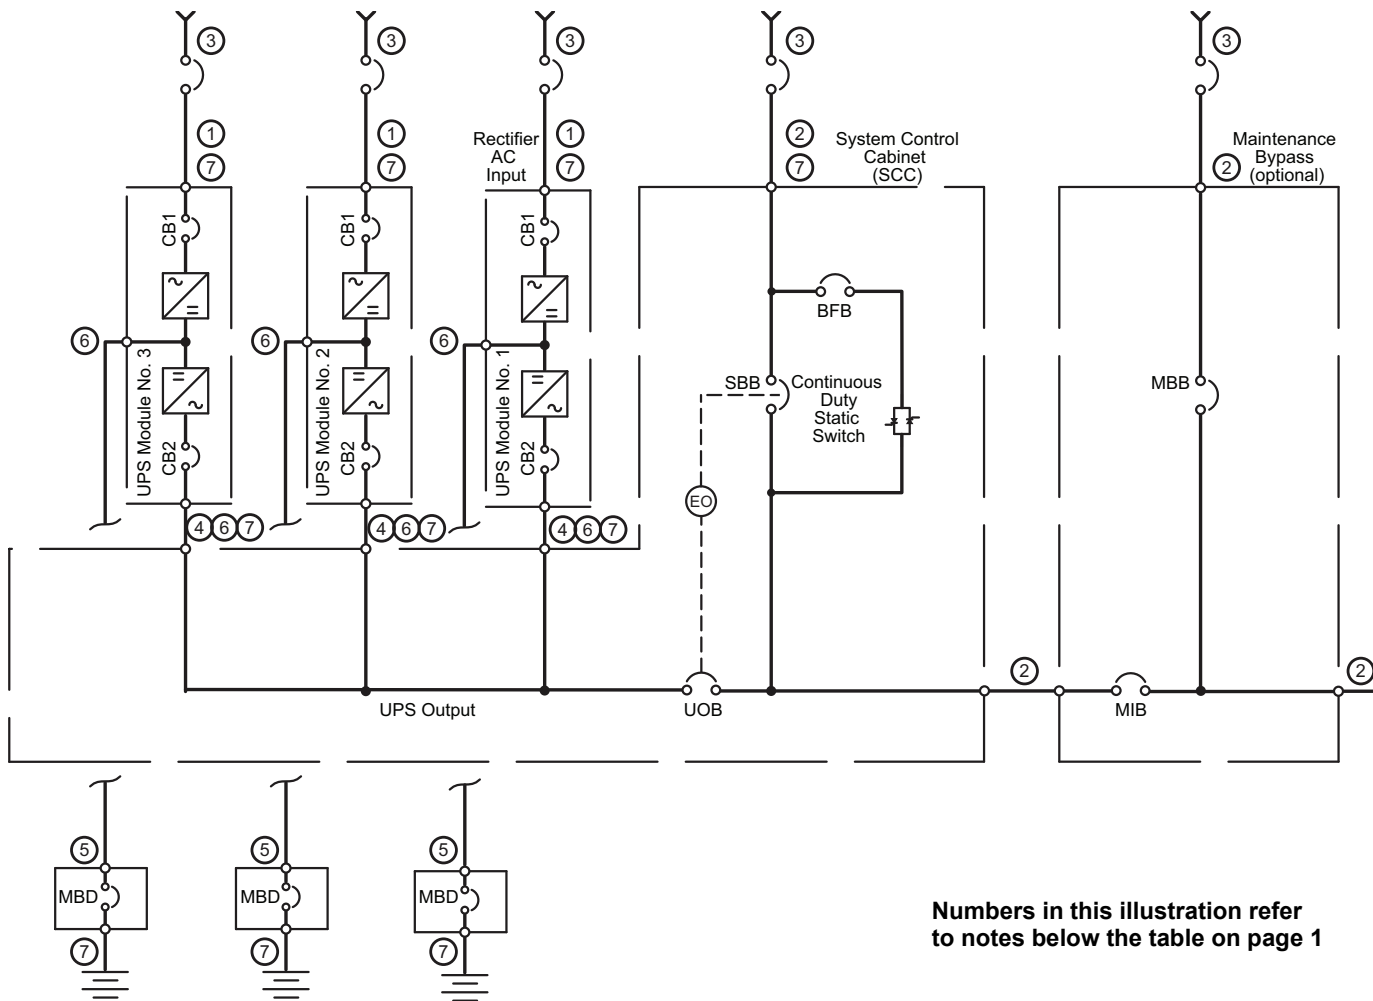 3
3
3
3
3
1
1
Rectifier
AC
Input
1
2
System Control
Cabinet
(SCC)
Maintenance
Bypass
(optional)
7
7
7
7
2
CB1
CB1
CB1
BFB
6
6
6
UPS Module No. 3
UPS Module No. 2
UPS Module No. 1
SBB
Continuous
Duty
Static
Switch
MBB
CB2
CB2
CB2
EO
4 6 7
4 6 7
4 6 7
2
2
UPS Output
UOB
MIB
5
5
5
MBD
MBD
MBD
7
7
7
Numbers in this illustration refer
to notes below the table on page 1